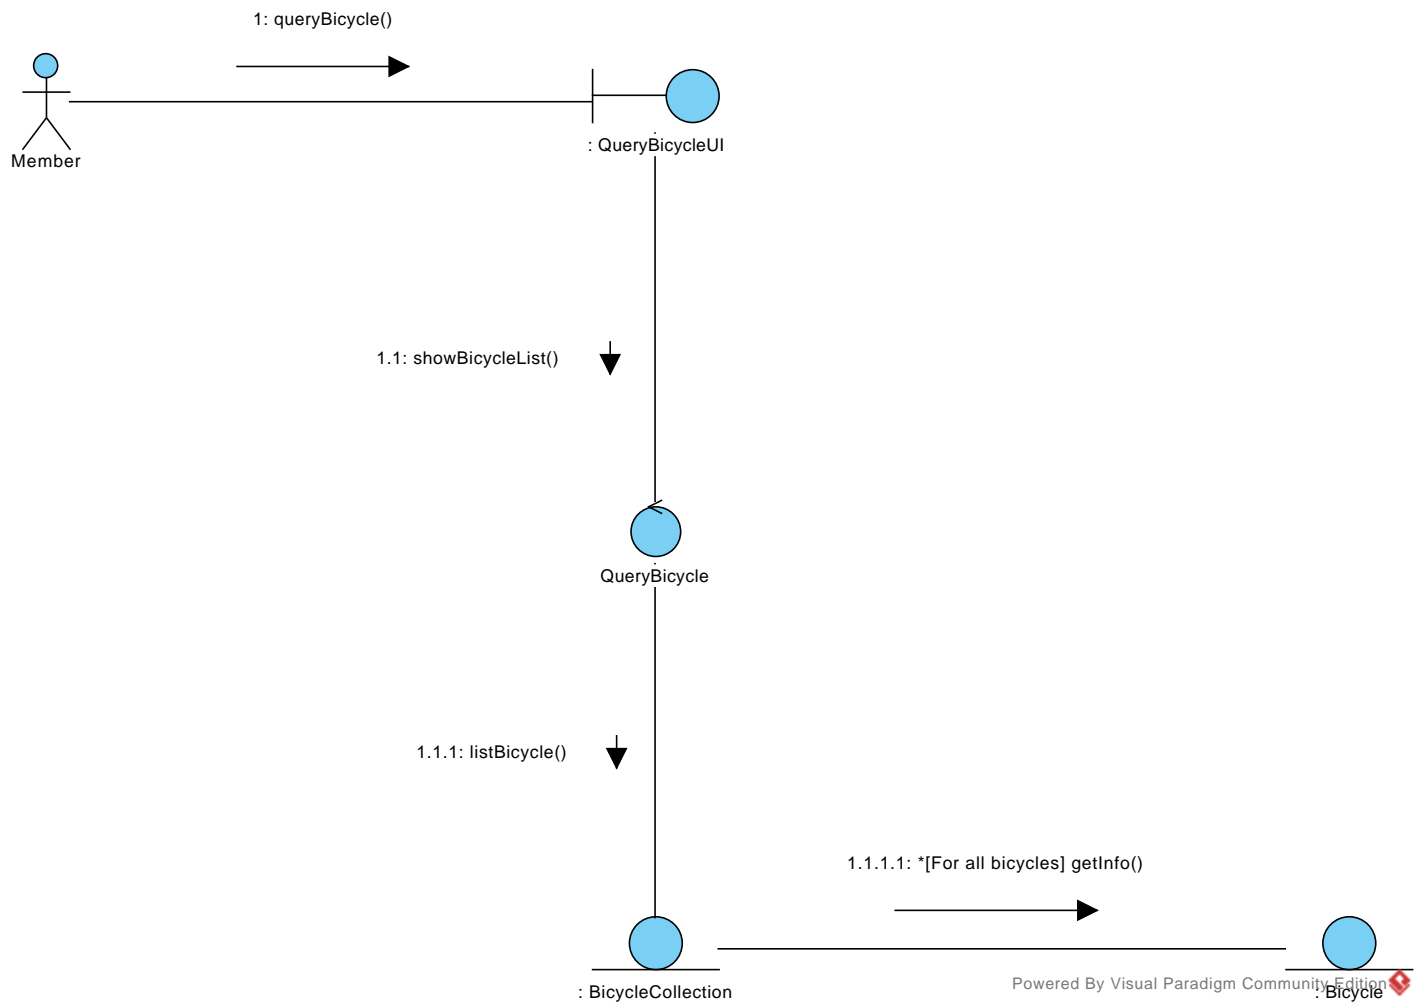 1: queryBicycle()
: QueryBicycleUI
Member
1.1: showBicycleList()
QueryBicycle
1.1.1: listBicycle()
1.1.1.1: *[For all bicycles] getInfo()
Powered By Visual Paradigm Community Edition
: BicycleCollection
: Bicycle